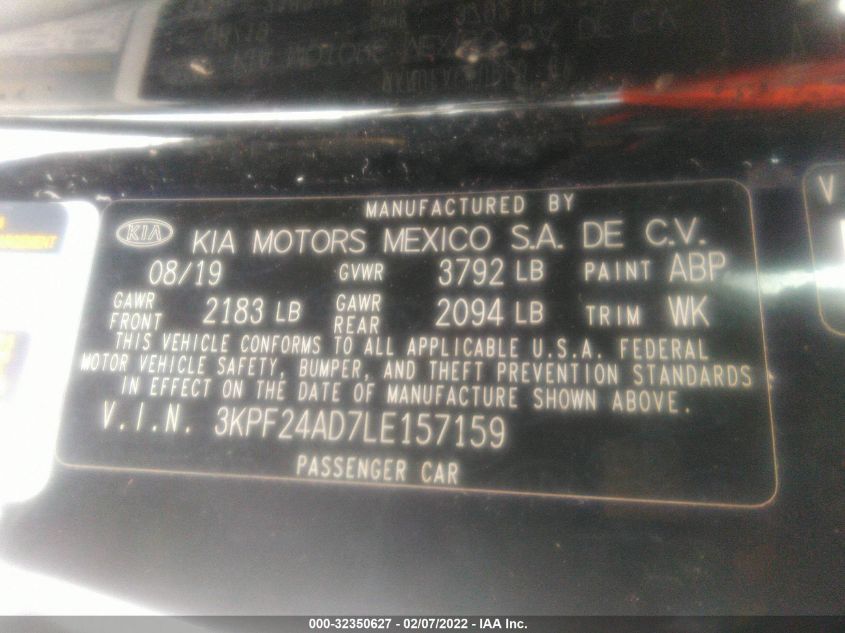 MANUFACTURED BY
KIA KIA MOTORS MEXICO S.A. DE C.V.
08/19 GVWR 3792 LB PAINT ABP
GAWR FRONT 2183 LB GAWR REAR 2094 LB TRIM WK
THIS VEHICLE CONFORMS TO ALL APPLICABLE U.S.A. FEDERAL
MOTOR VEHICLE SAFETY, BUMPER, AND THEFT PREVENTION STANDARDS
IN EFFECT ON THE DATE OF MANUFACTURE SHOWN ABOVE.
V.I.N. 3KPF24AD7LE157159
PASSENGER CAR
V
000-32350627 - 02/07/2022 - IAA Inc.